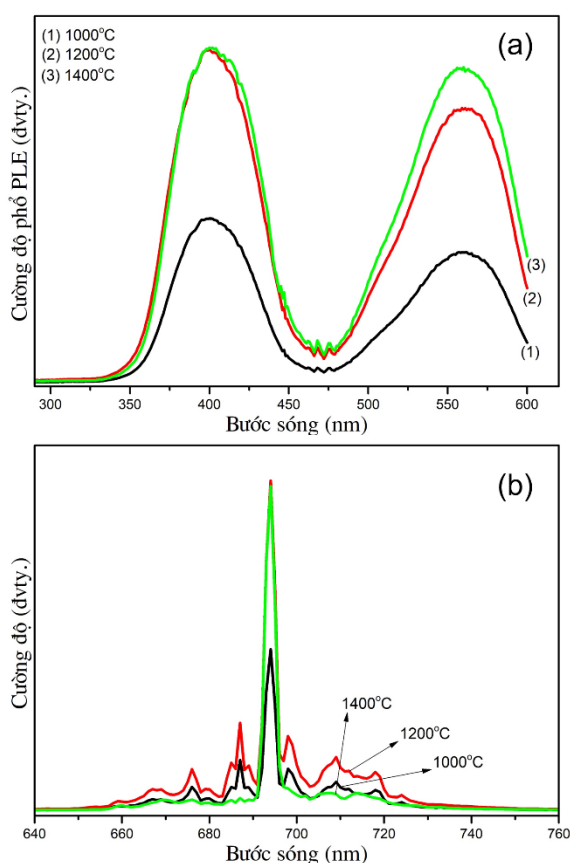 (1) 1000°C
(2) 1200°C
(3) 1400°C
(a)
Cường độ phổ PLE (đvty.)
(3)
(2)
(1)
300 350 400 450 500 550 600
Bước sóng (nm)
(b)
Cường độ (đvty.)
1400°C
1200°C
1000°C
640 660 680 700 720 740 760
Bước sóng (nm)